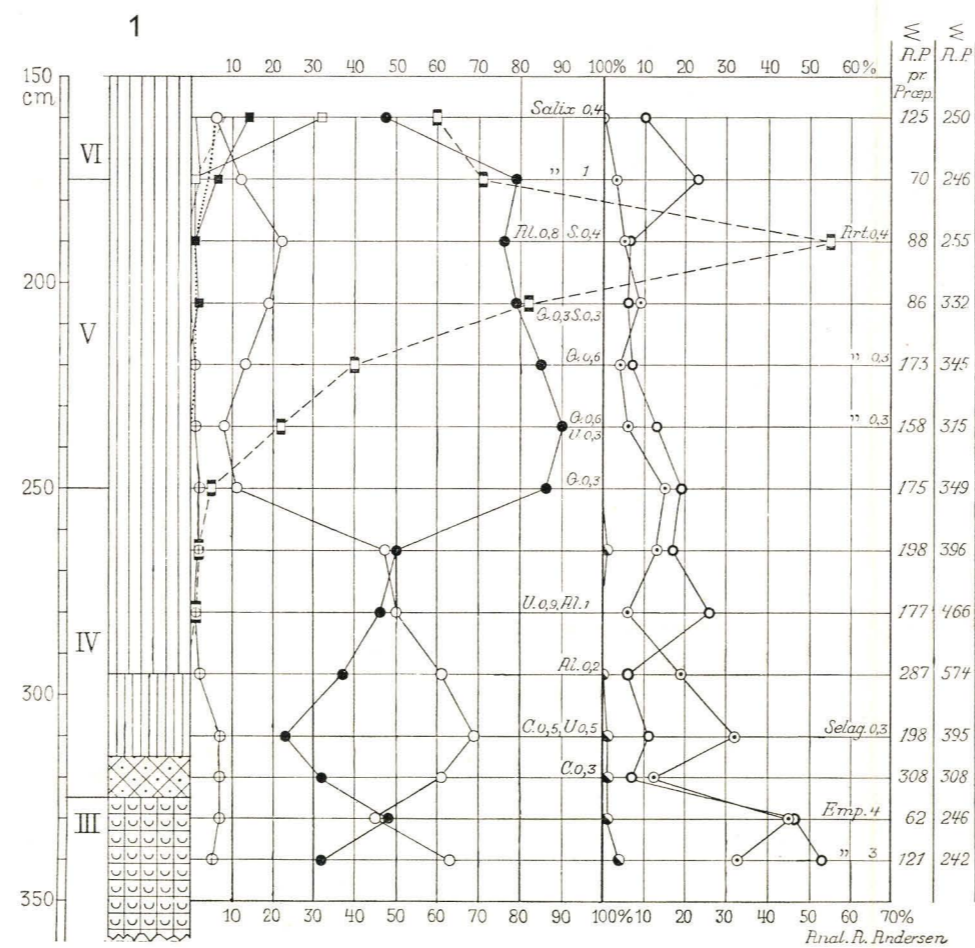 1
Σ Σ
R.P. R.P.
pr.
Præp.
10 20 30 40 50 60 70 80 90 100% 10 20 30 40 50 60%
150
cm
Salix 0,4 125 250
VI
" 1 70 246
Al.0,8 S.0,4 Art.0,4 88 255
200
G.0,3 S.0,3 86 332
V
G.0,6 " 0,3 173 345
G.0,6 " 0,3 158 375
U.0,3
250 G.0,3 175 349
198 396
U.0,9, Al.1 177 466
IV
Al.0,2 287 574
300
C.0,5, U.0,5 Selag.0,3 198 395
C.0,3 308 308
III
Emp.4 62 246
" 3 121 242
350
10 20 30 40 50 60 70 80 90 100% 10 20 30 40 50 60 70%
Anal. A. Andersen